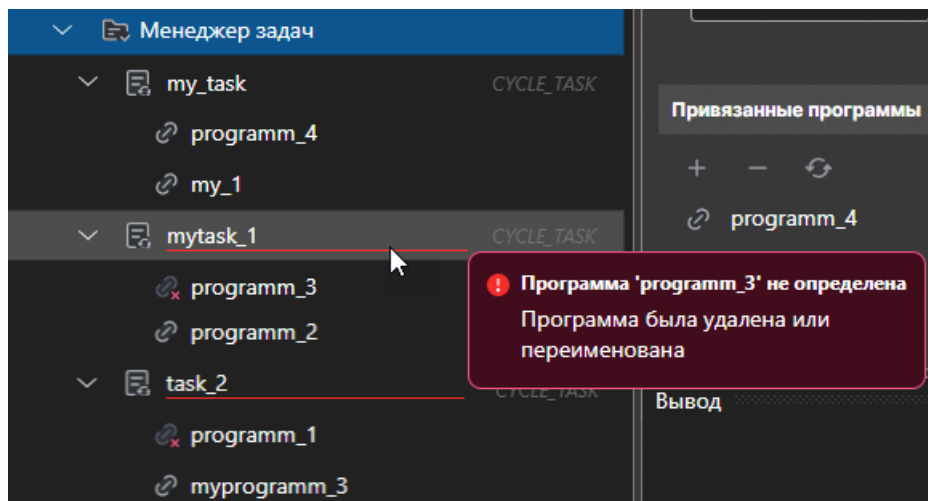 Менеджер задач
my_task CYCLE_TASK
programm_4
my_1
mytask_1 CYCLE_TASK
programm_3
programm_2
task_2 CYCLE_TASK
programm_1
myprogramm_3
Привязанные программы
programm_4
Программа 'programm_3' не определена
Программа была удалена или
переименована
Вывод